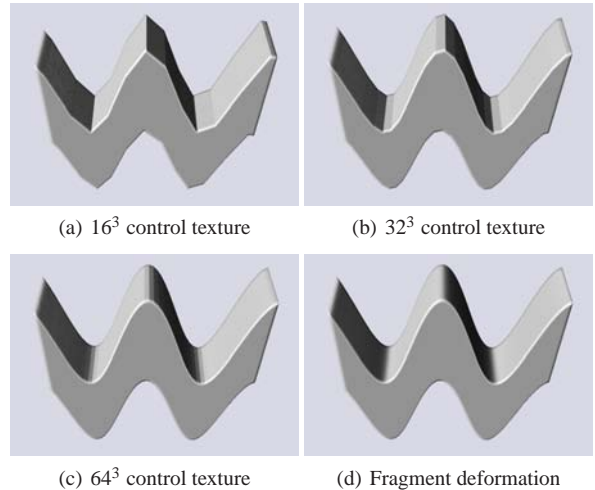 (a) 16³ control texture
(b) 32³ control texture
(c) 64³ control texture
(d) Fragment deformation